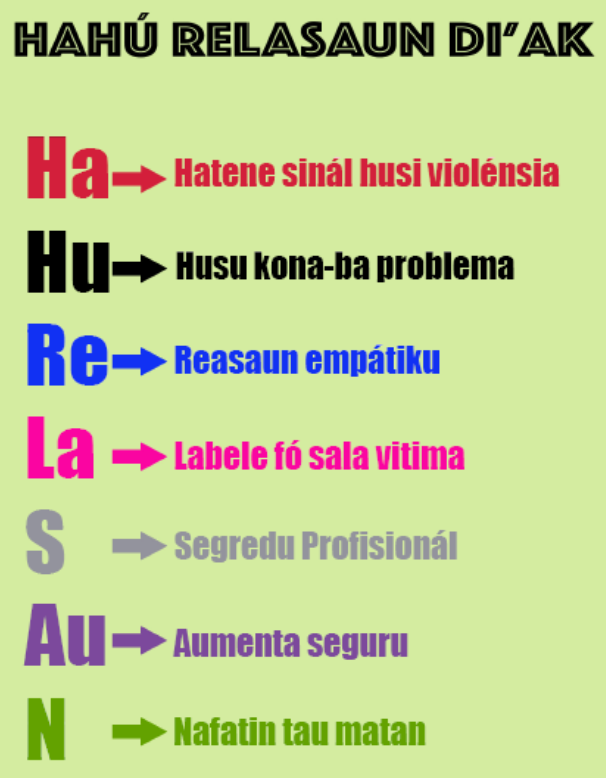 HAHÚ RELASAUN DI'AK
Ha Hatene sinál husi violénsia
Hu Husu kona-ba problema
Re Reasaun empátiku
La Labele fó sala vitima
S Segredu Profisionál
Au Aumenta seguru
N Nafatin tau matan